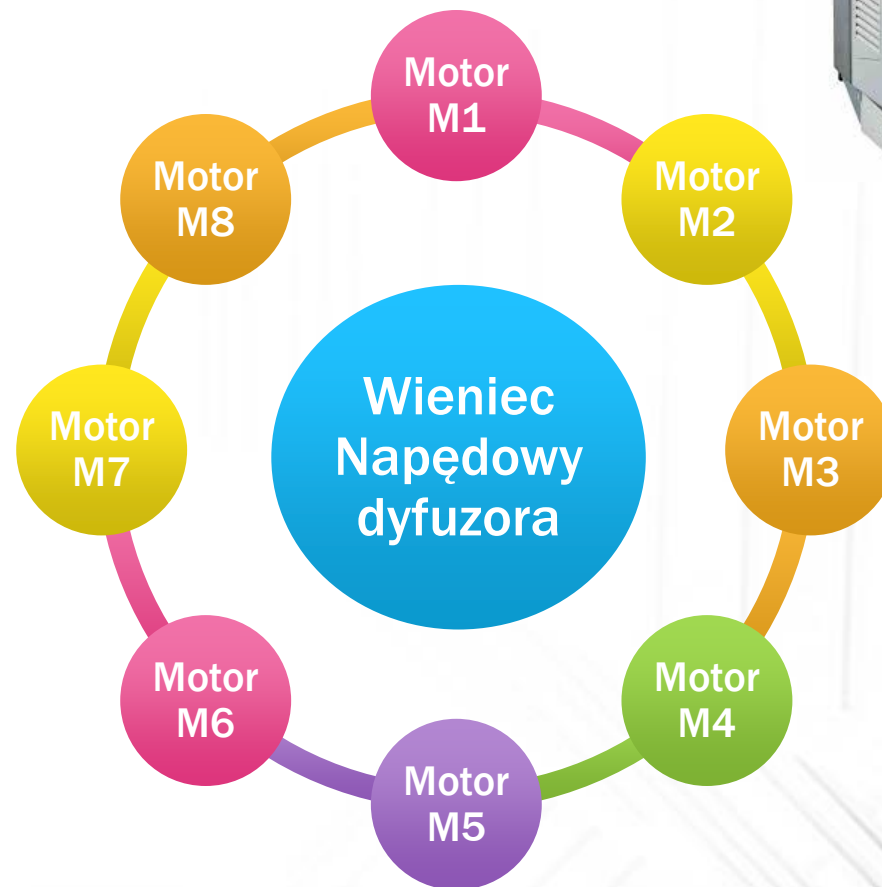 Motor
M1
Motor
M2
Motor
M3
Motor
M4
Motor
M5
Motor
M6
Motor
M7
Motor
M8
Wieniec
Napędowy
dyfuzora